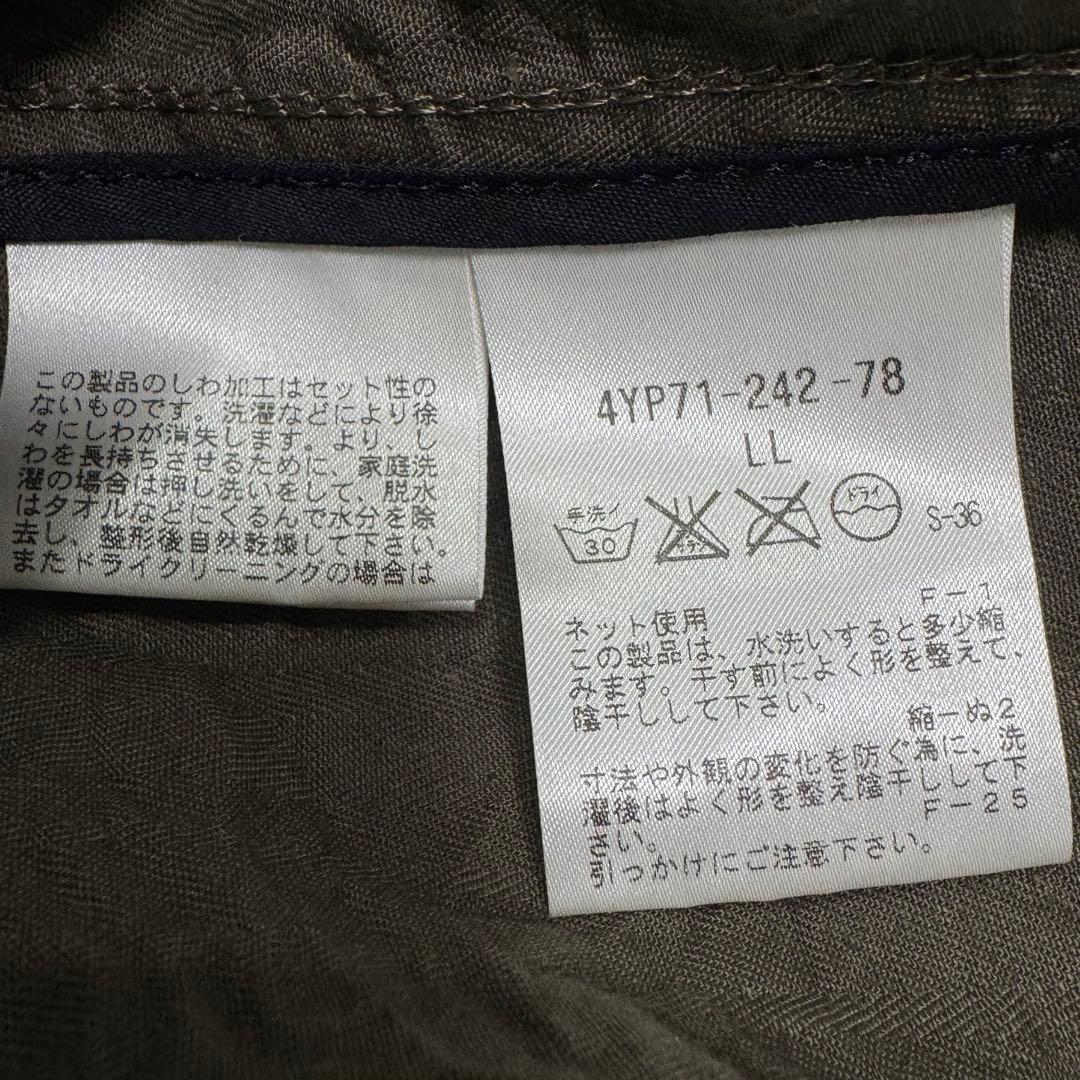 この製品のしわ加工はセット性の
ないものです。洗濯などにより徐
々にしわが消失します。より、し
わを長持ちさせるために、家庭洗
濯の場合は押し洗いをして、脱水
はタオルなどにくるんで水分を除
去し、整形後自然乾燥して下さい。
またドライクリーニングの場合は
4YP71-242-78
LL
手洗イ
30
エンソ
ドライ
S-36
F-1
ネット使用
この製品は、水洗いすると多少縮
みます。干す前によく形を整えて、
陰干しして下さい。
縮-ぬ2
寸法や外観の変化を防ぐ為に、洗
濯後はよく形を整え陰干しして下
さい。
F-25
引っかけにご注意下さい。